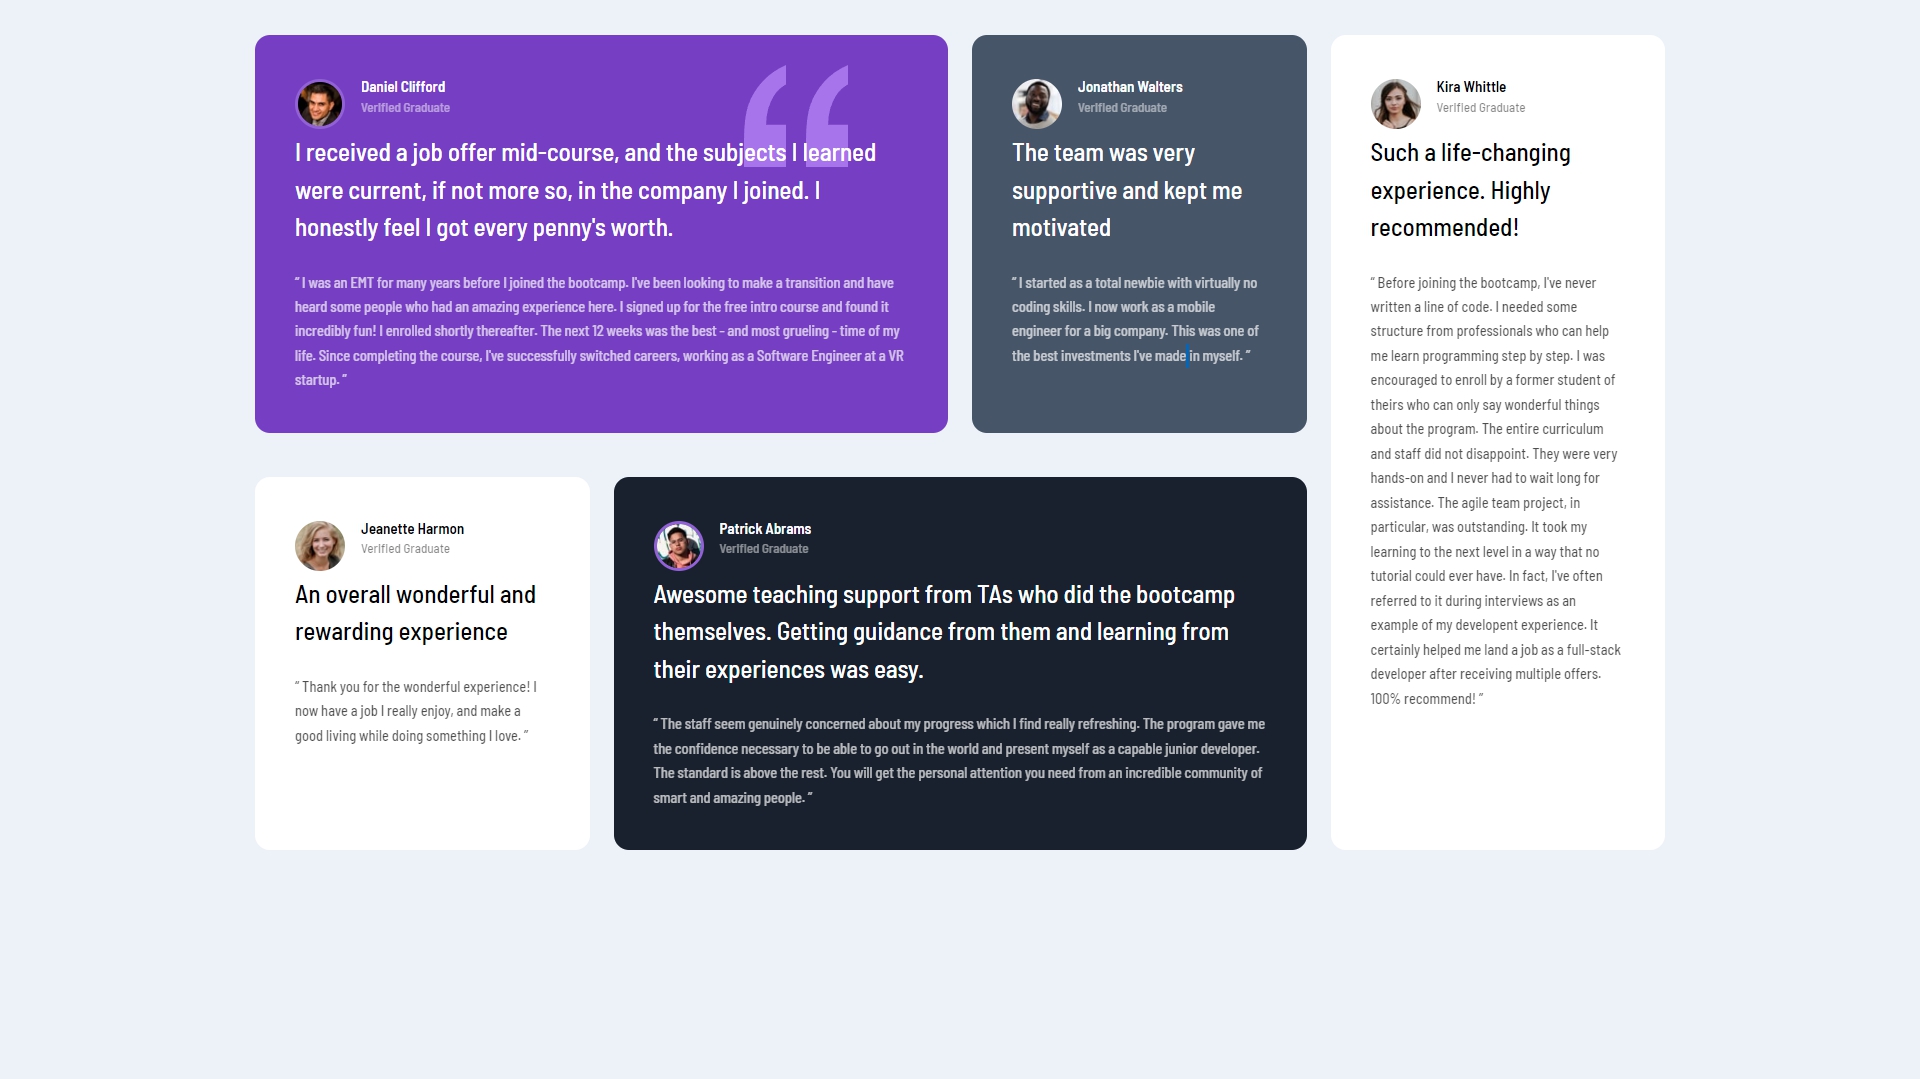 Daniel Clifford
Verified Graduate
I received a job offer mid-course, and the subjects I learned
were current, if not more so, in the company I joined. I
honestly feel I got every penny's worth.
“ I was an EMT for many years before I joined the bootcamp. I've been looking to make a transition and have
heard some people who had an amazing experience here. I signed up for the free intro course and found it
incredibly fun! I enrolled shortly thereafter. The next 12 weeks was the best - and most grueling - time of my
life. Since completing the course, I've successfully switched careers, working as a Software Engineer at a VR
startup. ”
Jonathan Walters
Verified Graduate
The team was very
supportive and kept me
motivated
“ I started as a total newbie with virtually no
coding skills. I now work as a mobile
engineer for a big company. This was one of
the best investments I've made in myself. ”
Kira Whittle
Verified Graduate
Such a life-changing
experience. Highly
recommended!
“ Before joining the bootcamp, I've never
written a line of code. I needed some
structure from professionals who can help
me learn programming step by step. I was
encouraged to enroll by a former student of
theirs who can only say wonderful things
about the program. The entire curriculum
and staff did not disappoint. They were very
hands-on and I never had to wait long for
assistance. The agile team project, in
particular, was outstanding. It took my
learning to the next level in a way that no
tutorial could ever have. In fact, I've often
referred to it during interviews as an
example of my developent experience. It
certainly helped me land a job as a full-stack
developer after receiving multiple offers.
100% recommend! ”
Jeanette Harmon
Verified Graduate
An overall wonderful and
rewarding experience
“ Thank you for the wonderful experience! I
now have a job I really enjoy, and make a
good living while doing something I love. ”
Patrick Abrams
Verified Graduate
Awesome teaching support from TAs who did the bootcamp
themselves. Getting guidance from them and learning from
their experiences was easy.
“ The staff seem genuinely concerned about my progress which I find really refreshing. The program gave me
the confidence necessary to be able to go out in the world and present myself as a capable junior developer.
The standard is above the rest. You will get the personal attention you need from an incredible community of
smart and amazing people. ”